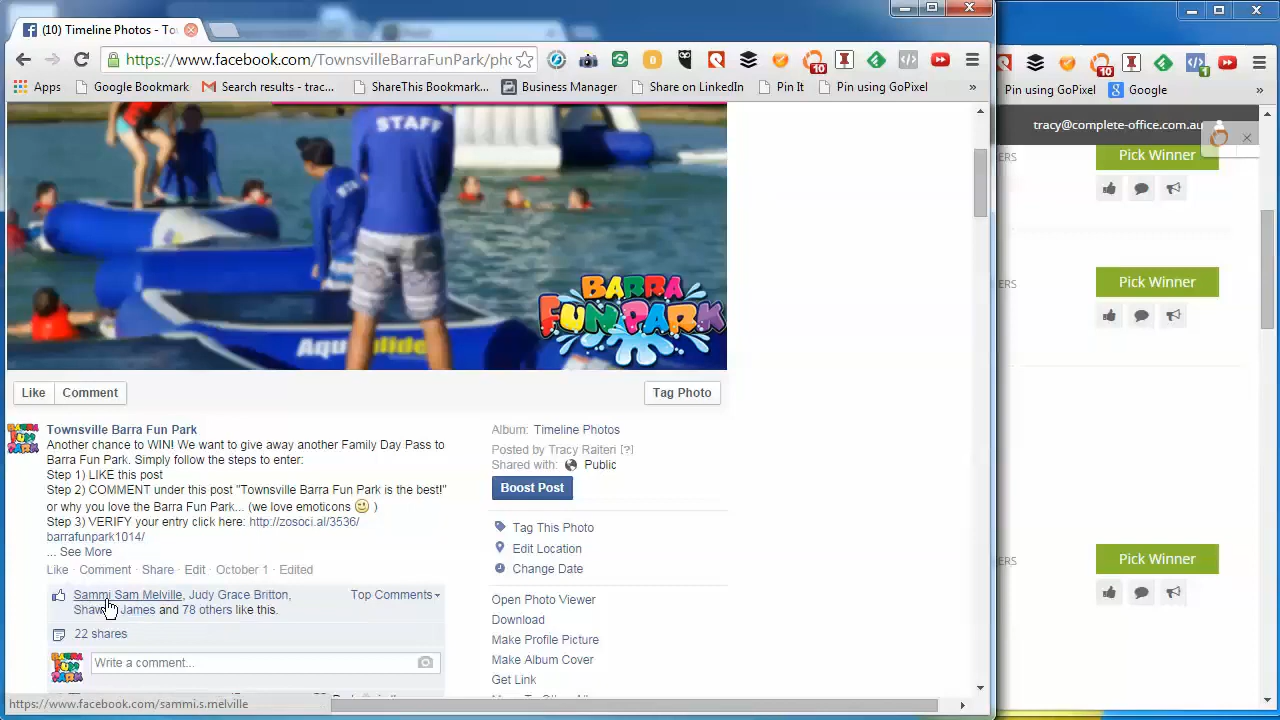 (10) Timeline Photos - To
https://www.facebook.com/TownsvilleBarraFunPark/pho
10
Apps
Google Bookmark
Search results - trac...
ShareThis Bookmark...
Business Manager
Share on LinkedIn
Pin It
Pin using GoPixel
»
10
1
Pin using GoPixel
Google
»
tracy@complete-office.com.au
ERS
Pick Winner
ERS
Pick Winner
ERS
Pick Winner
STAFF
BARRA
FUN PARK
Like
Comment
Tag Photo
Townsville Barra Fun Park
Another chance to WIN! We want to give away another Family Day Pass to
Barra Fun Park. Simply follow the steps to enter:
Step 1) LIKE this post
Step 2) COMMENT under this post "Townsville Barra Fun Park is the best!"
or why you love the Barra Fun Park... (we love emoticons )
Step 3) VERIFY your entry click here: http://zosoci.al/3536/
barrafunpark1014/
... See More
Like · Comment · Share · Edit · October 1 · Edited
Sammi Sam Melville, Judy Grace Britton,
James and 78 others like this.
Top Comments
22 shares
Write a comment...
Album: Timeline Photos
Posted by Tracy Raiteri [?]
Shared with: Public
Boost Post
Tag This Photo
Edit Location
Change Date
Open Photo Viewer
Download
Make Profile Picture
Make Album Cover
Get Link
https://www.facebook.com/sammi.s.melville